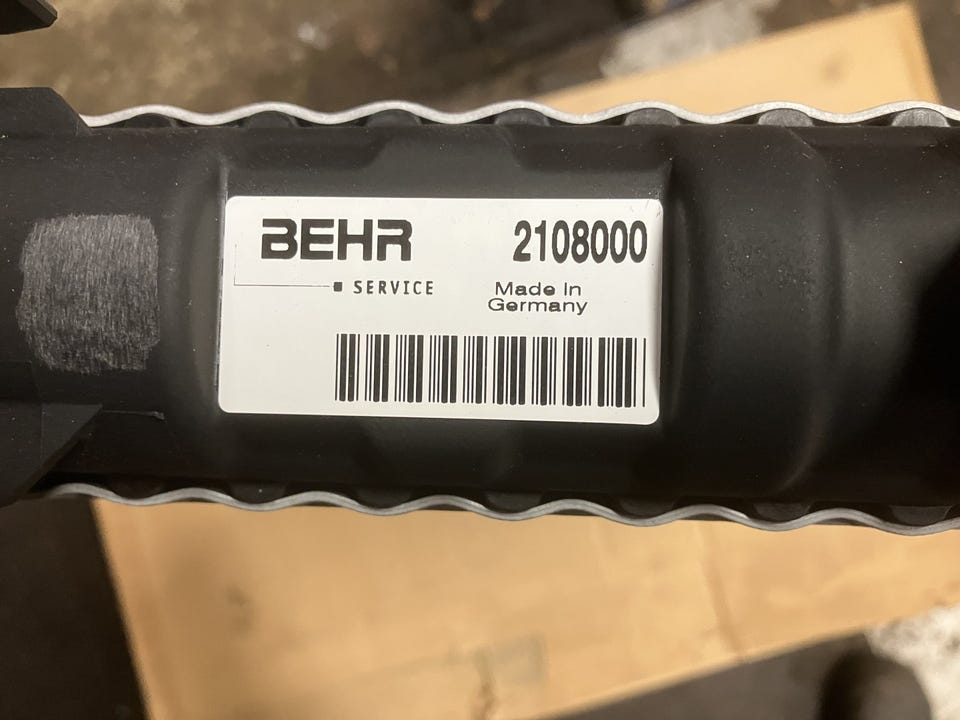 BEHR 2108000
SERVICE Made In
Germany